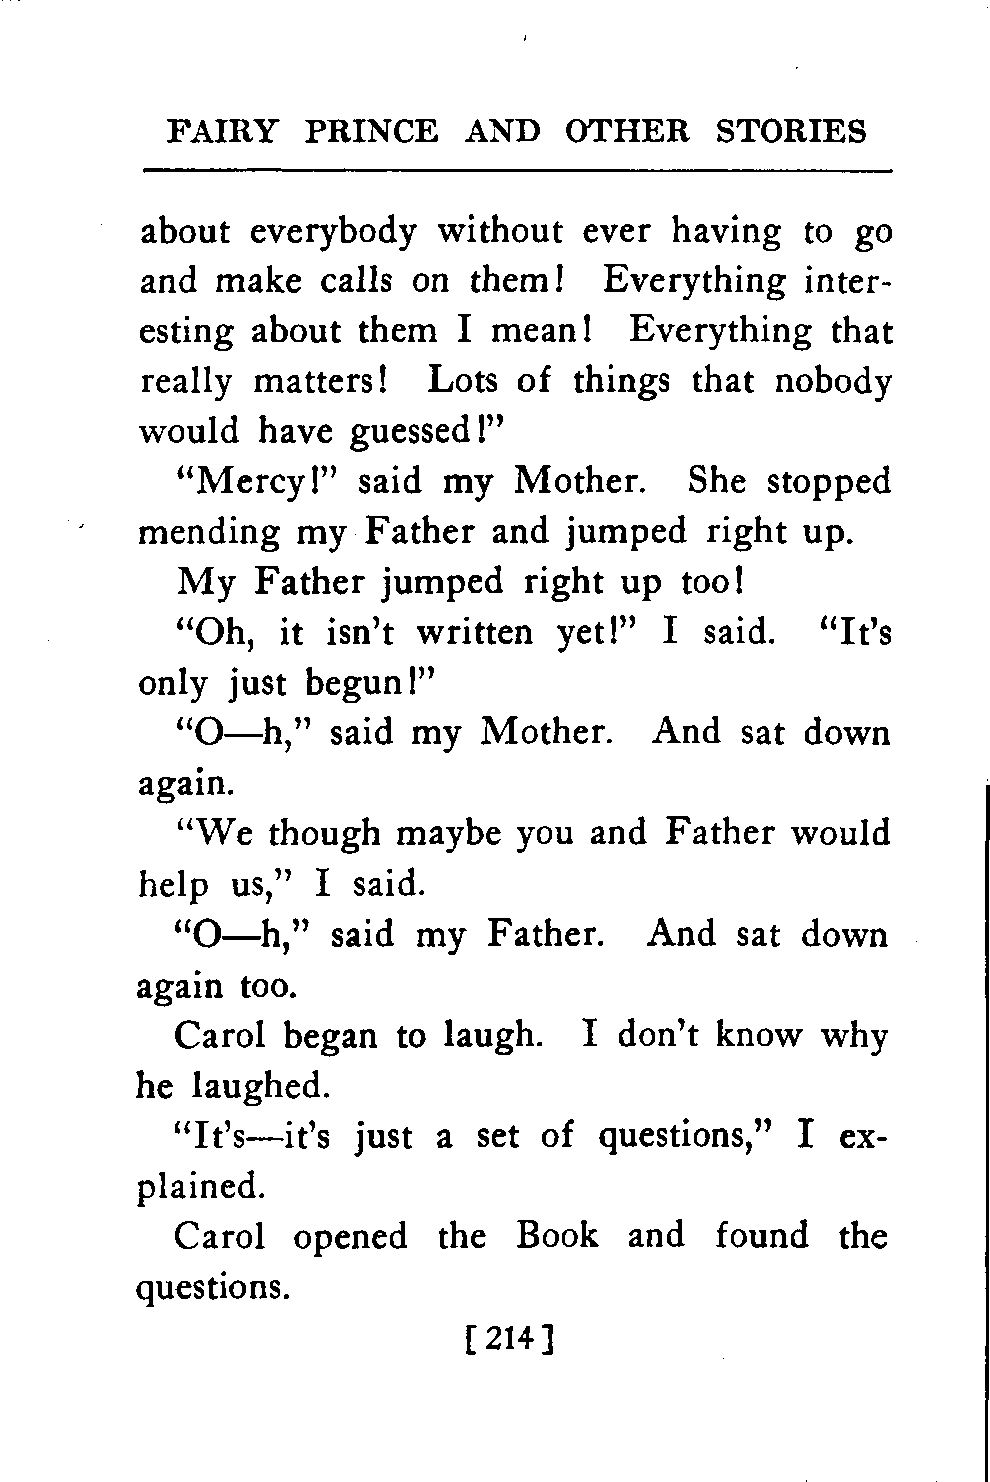 FAIRY PRINCE AND OTHER STORIES
about everybody without ever having to go
and make calls on them! Everything inter-
esting about them I mean! Everything that
really matters! Lots of things that nobody
would have guessed!”
“Mercy!” said my Mother. She stopped
mending my Father and jumped right up.
My Father jumped right up too!
“Oh, it isn’t written yet!” I said. “It’s
only just begun!”
“O—h,” said my Mother. And sat down
again.
“We though maybe you and Father would
help us,” I said.
“O—h,” said my Father. And sat down
again too.
Carol began to laugh. I don’t know why
he laughed.
“It’s—it’s just a set of questions,” I ex-
plained.
Carol opened the Book and found the
questions.
[ 214 ]